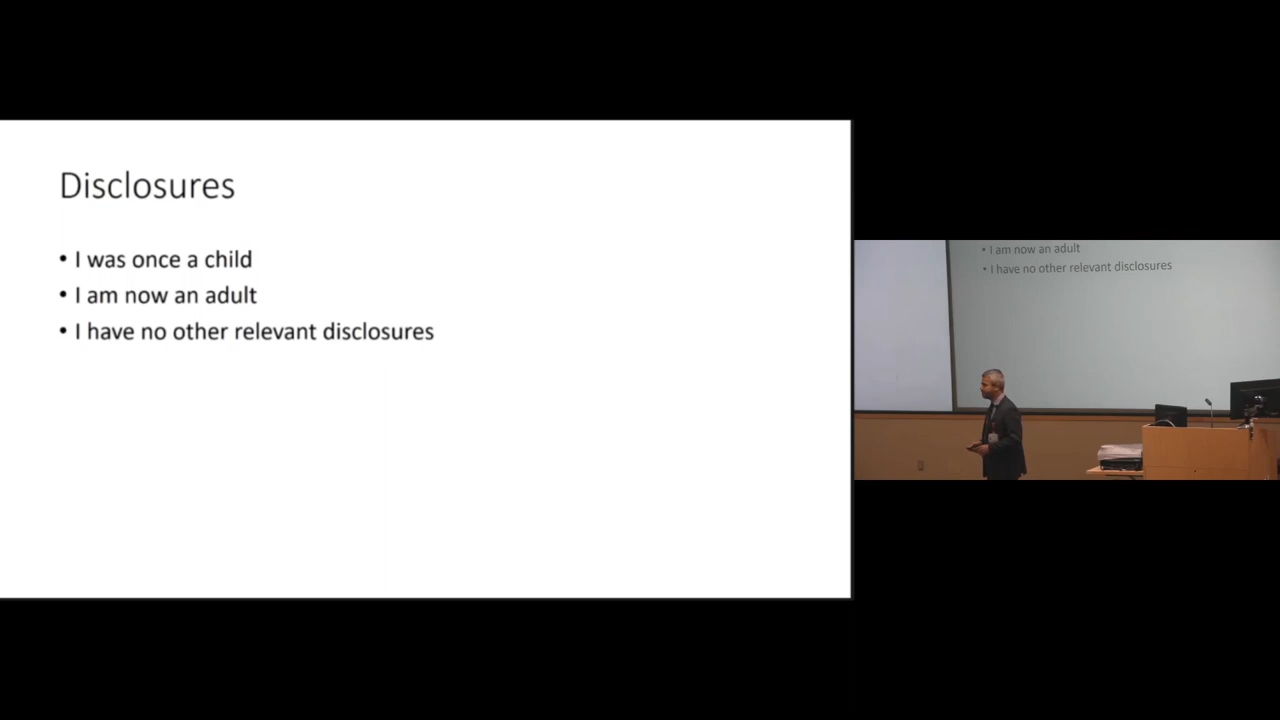 Disclosures
• I was once a child
• I am now an adult
• I have no other relevant disclosures
• I am now an adult
• I have no other relevant disclosures